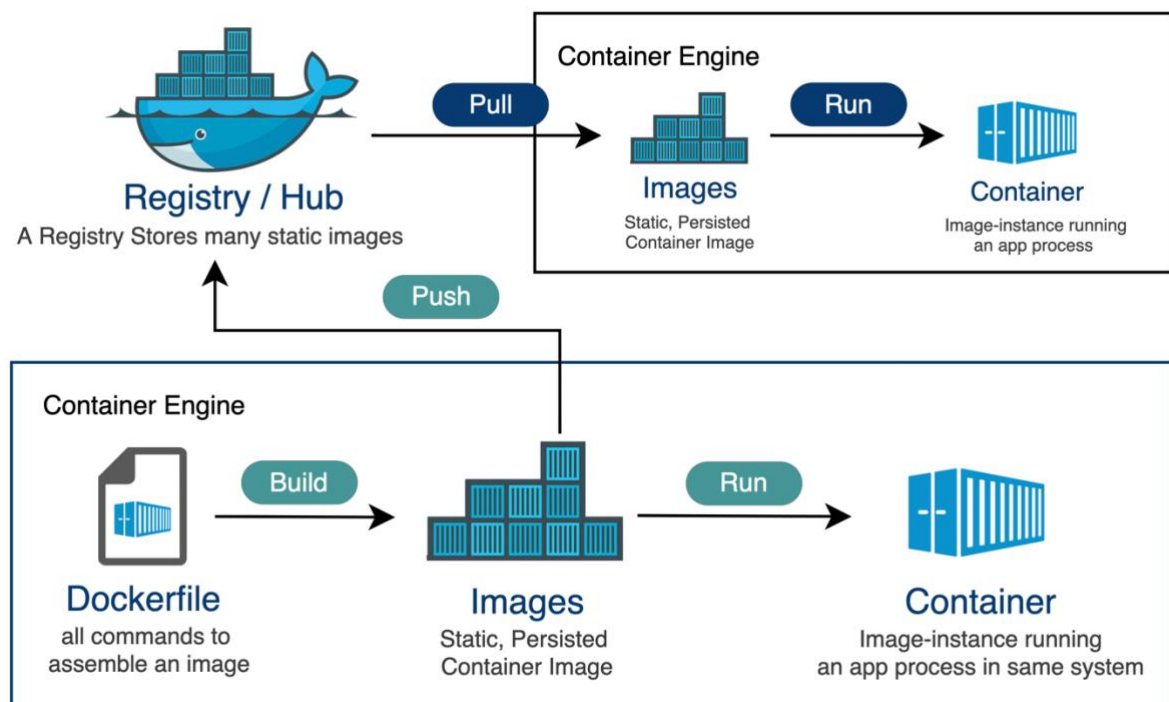 Container Engine
Pull
Run
Registry / Hub
A Registry Stores many static images
Images
Static, Persisted
Container Image
Container
Image-instance running
an app process
Push
Container Engine
Build
Run
Dockerfile
all commands to
assemble an image
Images
Static, Persisted
Container Image
Container
Image-instance running
an app process in same system